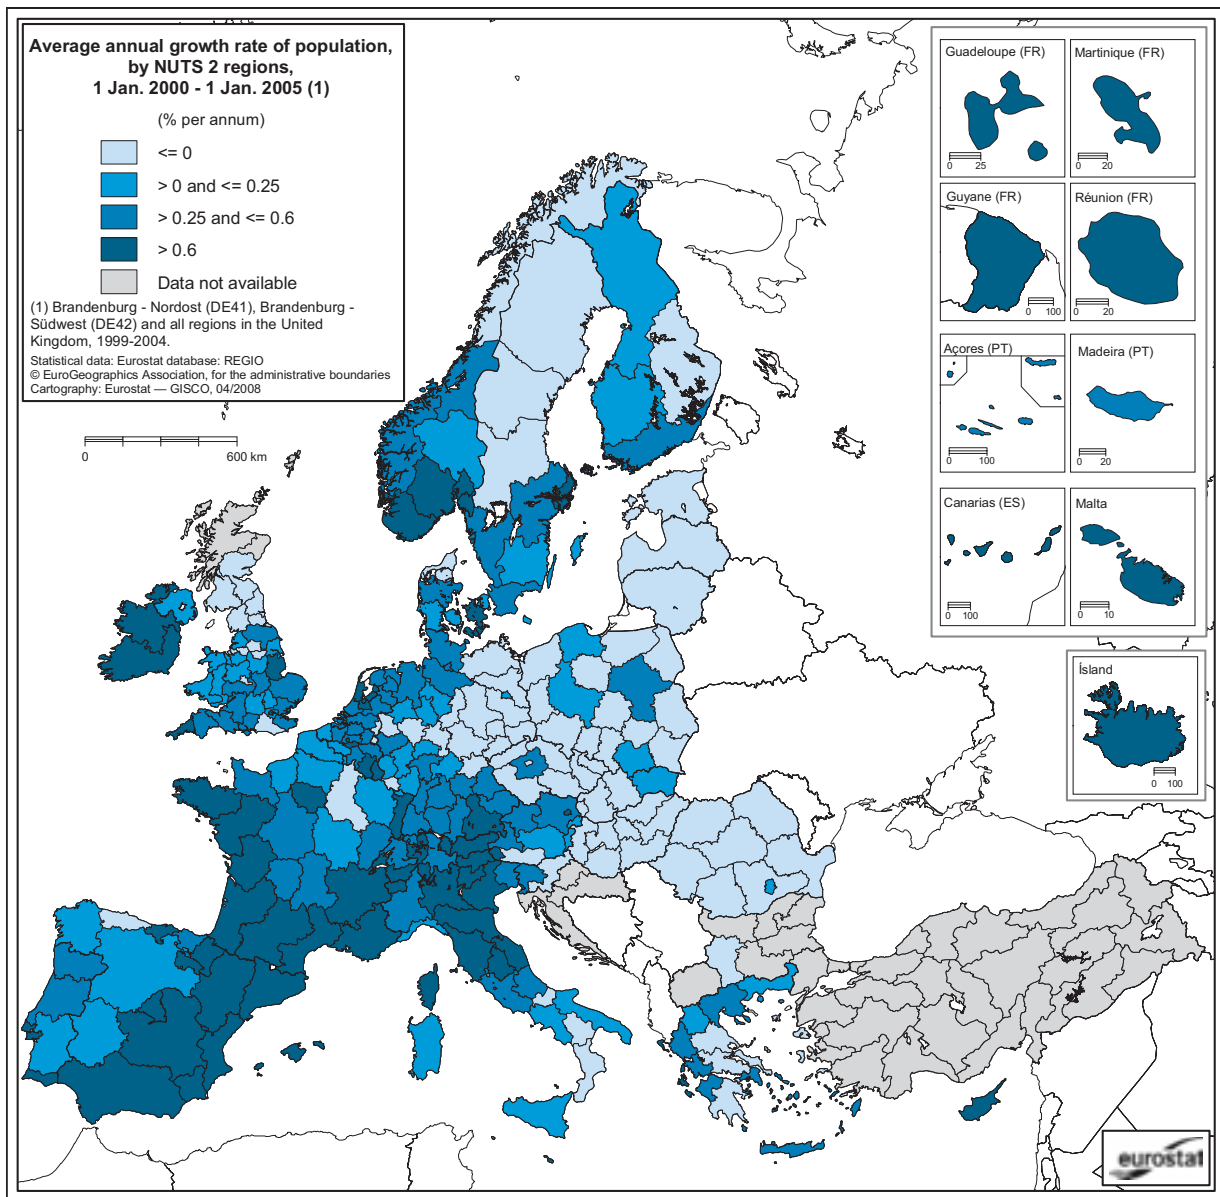 Average annual growth rate of population,
by NUTS 2 regions,
1 Jan. 2000 - 1 Jan. 2005 (1)
(% per annum)
<= 0
> 0 and <= 0.25
> 0.25 and <= 0.6
> 0.6
Data not available
(1) Brandenburg - Nordost (DE41), Brandenburg -
Südwest (DE42) and all regions in the United
Kingdom, 1999-2004.
Statistical data: Eurostat database: REGIO
© EuroGeographics Association, for the administrative boundaries
Cartography: Eurostat — GISCO, 04/2008
0 600 km
Guadeloupe (FR)
0 25
Martinique (FR)
0 20
Guyane (FR)
0 100
Réunion (FR)
0 20
Açores (PT)
0 100
Madeira (PT)
0 20
Canarias (ES)
0 100
Malta
0 10
Ísland
0 100
eurostat